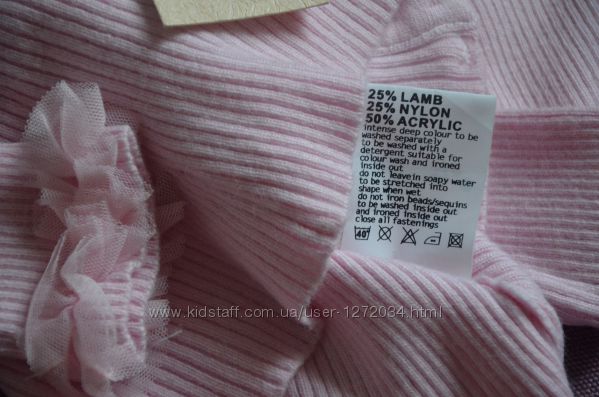 25% LAMB
25% NYLON
50% ACRYLIC
intense deep colour to be
washed separately
to be washed with a
detergent suitable for
colour wash and ironed
inside out
do not leavein soapy water
to be stretched into
shape when wet
do not iron beads/sequins
to be washed inside out
and ironed inside out
close all fastenings
40°
www.kidstaff.com.ua/user-1272034.html